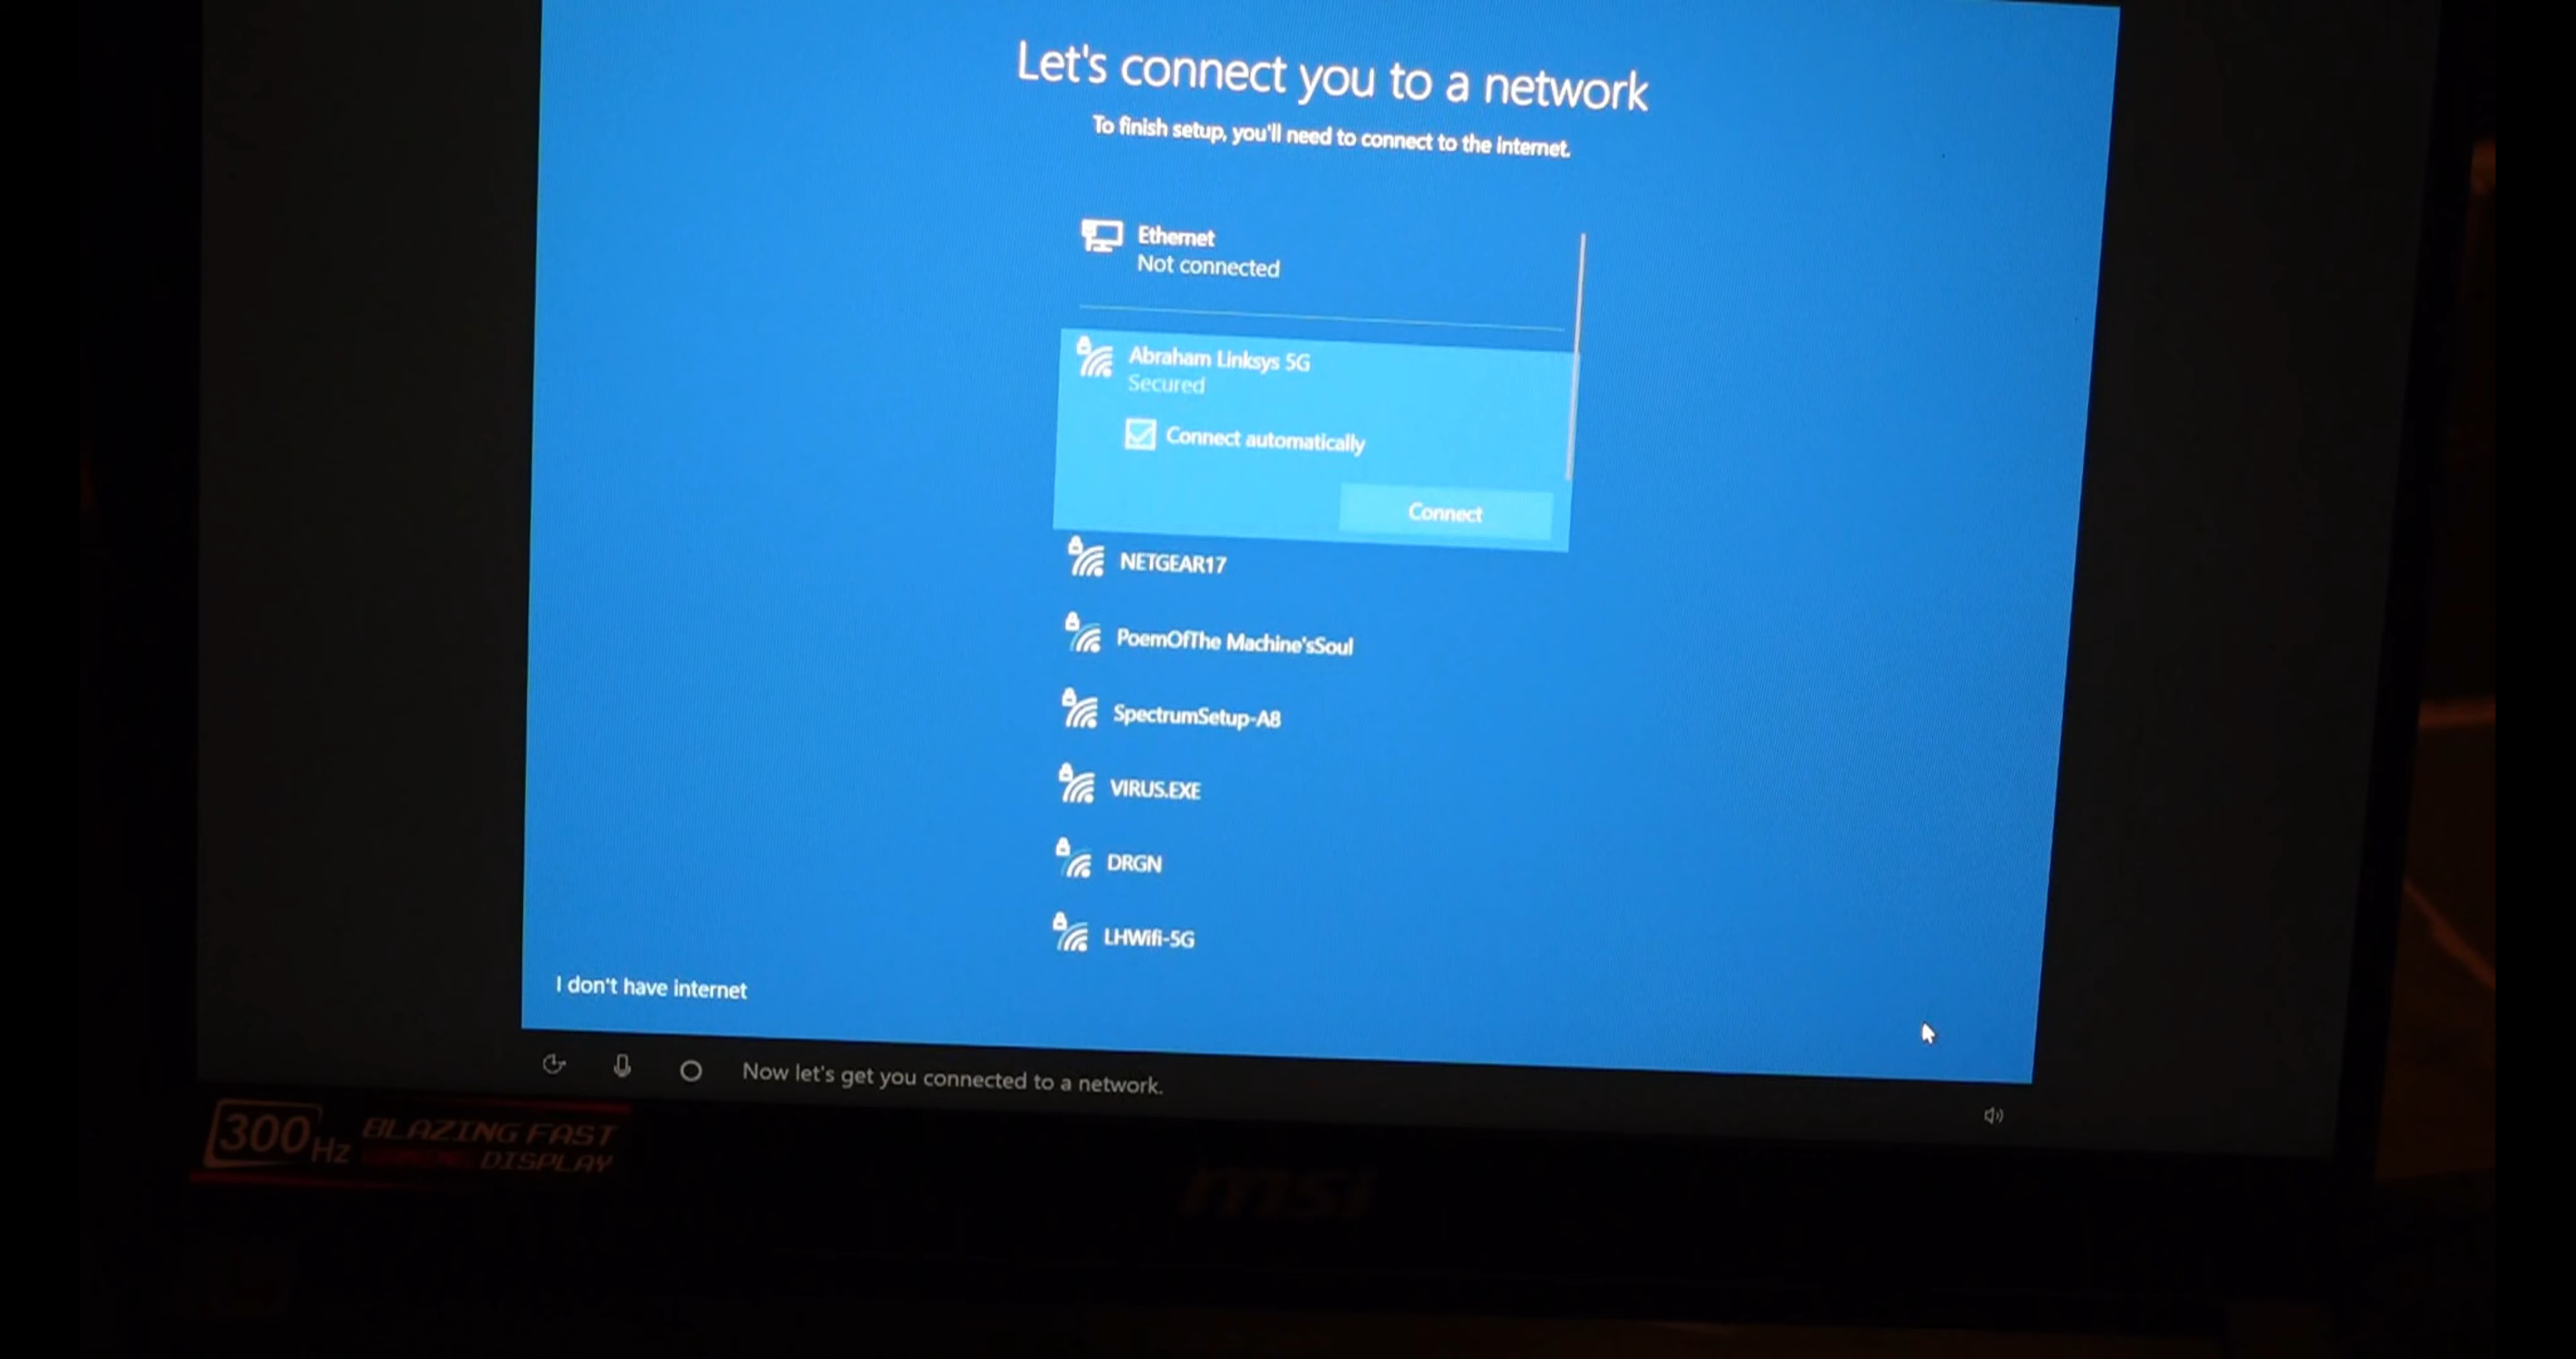 Let's connect you to a network
To finish setup, you'll need to connect to the internet.
Ethernet
Not connected
Abraham Linksys 5G
Secured
Connect automatically
Connect
NETGEAR17
PoemOfThe Machine'sSoul
SpectrumSetup-A8
VIRUS.EXE
DRGN
LHWifi-5G
I don't have internet
Now let's get you connected to a network.
300Hz BLAZING FAST
DISPLAY
msi